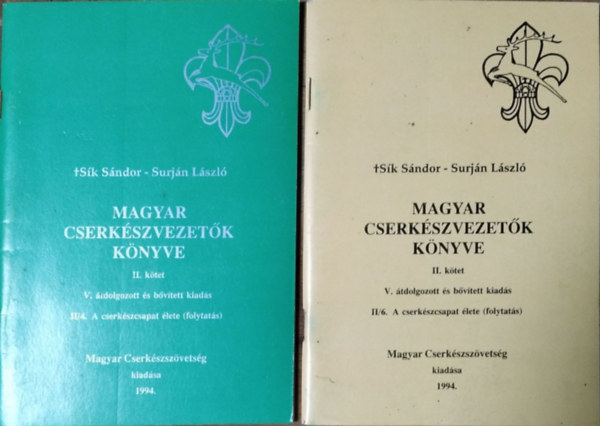 †Sík Sándor - Surján László
MAGYAR
CSERKÉSZVEZETŐK
KÖNYVE
II. kötet
V. átdolgozott és bővített kiadás
II/4. A cserkészcsapat élete (folytatás)
Magyar Cserkészszövetség
kiadása
1994.
†Sík Sándor - Surján László
MAGYAR
CSERKÉSZVEZETŐK
KÖNYVE
II. kötet
V. átdolgozott és bővített kiadás
II/6. A cserkészcsapat élete (folytatás)
Magyar Cserkészszövetség
kiadása
1994.